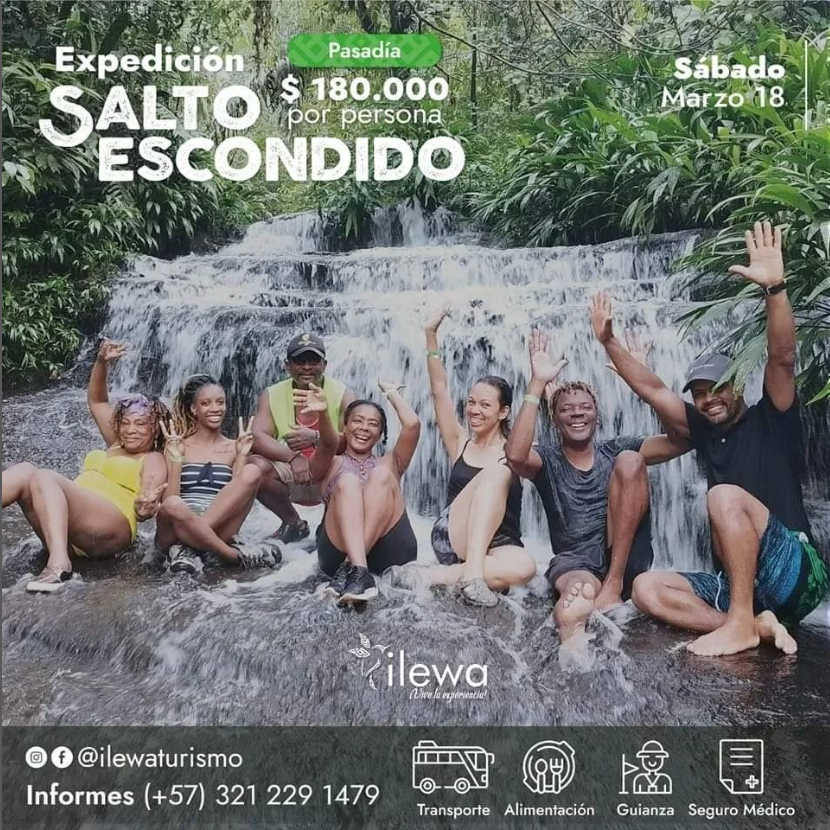 Expedición
SALTO
ESCONDIDO
Pasadía
$ 180.000
por persona
Sábado
Marzo 18
ilewa
¡Vive la experiencia!
@ilewaturismo
Informes (+57) 321 229 1479
Transporte
Alimentación
Guianza
Seguro Médico